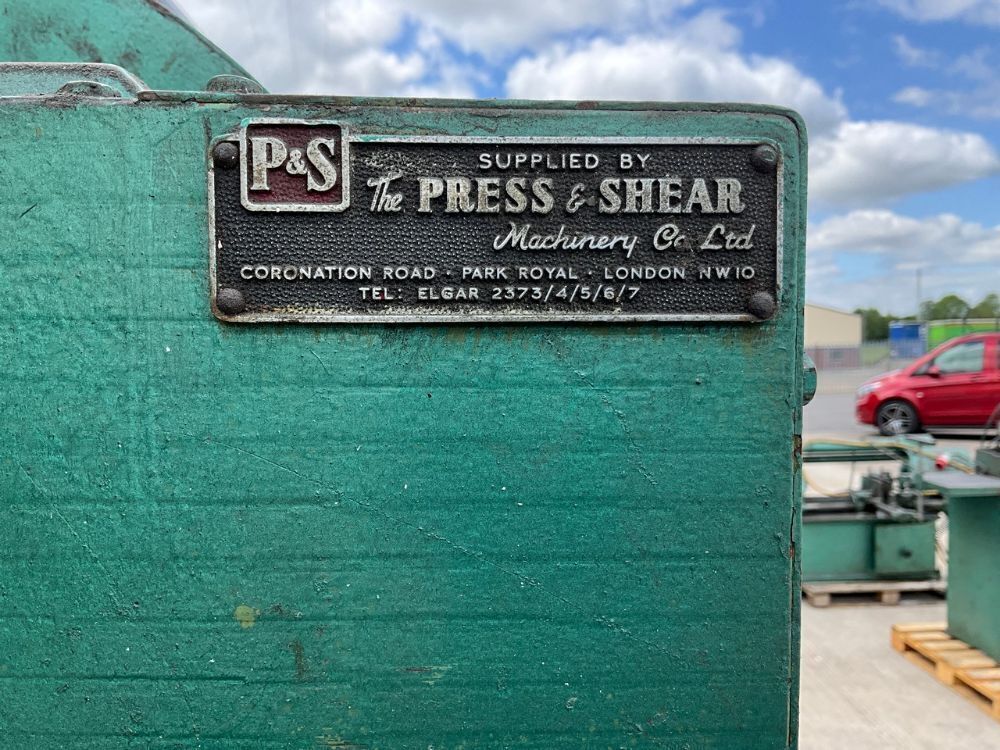 P&S
SUPPLIED BY
The PRESS & SHEAR
Machinery Co Ltd
CORONATION ROAD · PARK ROYAL · LONDON NW10
TEL: ELGAR 2373/4/5/6/7